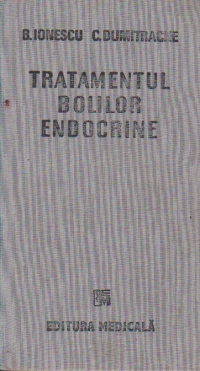 B.IONESCU C.DUMITRACHE
TRATAMENTUL
BOLILOR
ENDOCRINE
EDITURA MEDICALĂ